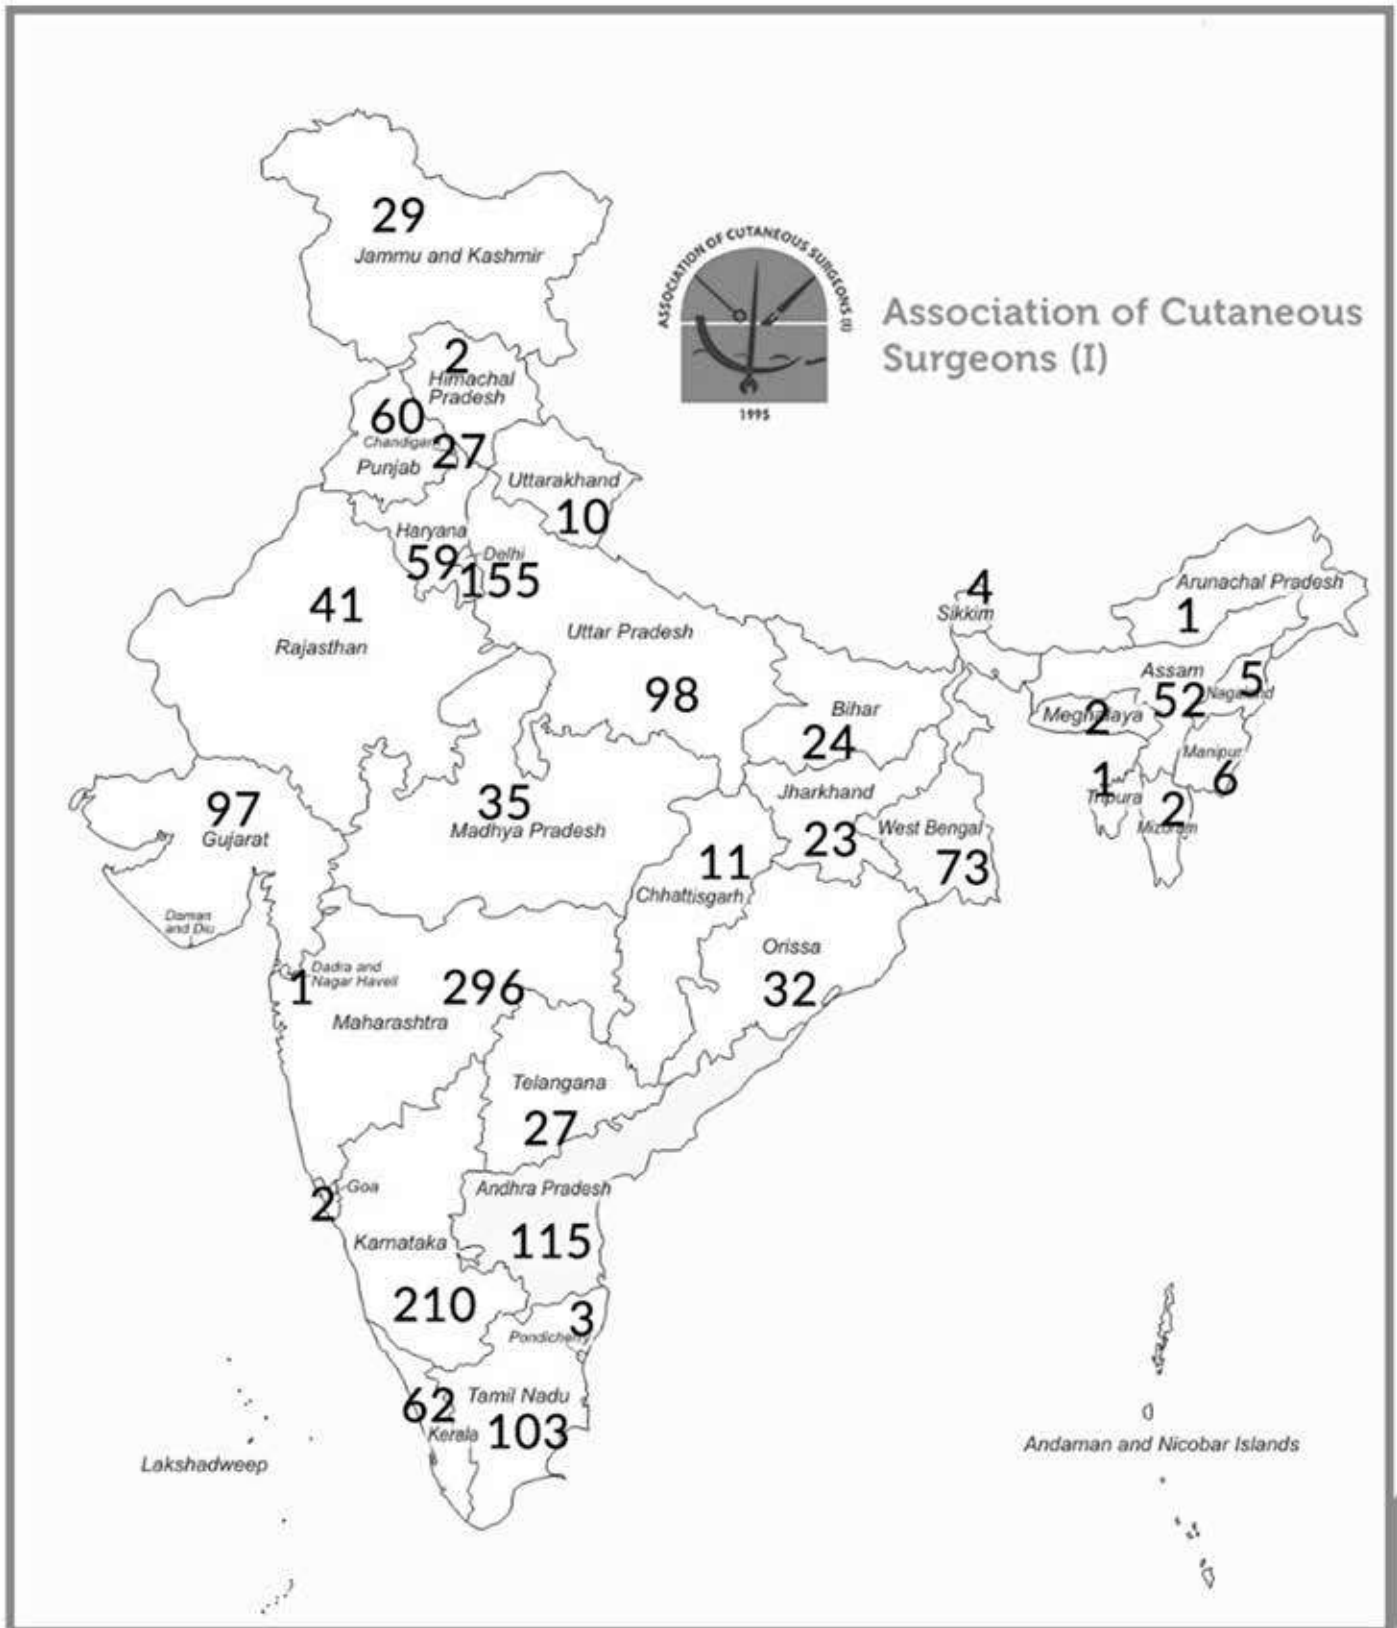 29
Jammu and Kashmir
ASSOCIATION OF CUTANEOUS SURGEONS (I)
1995
Association of Cutaneous
Surgeons (I)
2
Himachal
Pradesh
60
Chandigarh
27
Punjab
Uttarakhand
10
Haryana
59
Delhi
155
41
Rajasthan
Uttar Pradesh
98
4
Sikkim
Arunachal Pradesh
1
Assam
52
5
Nagaland
Meghalaya
2
Bihar
24
Manipur
6
1
Tripura
2
Mizoram
97
Gujarat
35
Madhya Pradesh
Jharkhand
23
West Bengal
73
11
Chhattisgarh
Daman
and Diu
Orissa
32
1
Dadra and
Nagar Haveli
296
Maharashtra
Telangana
27
2
Goa
Andhra Pradesh
115
Karnataka
210
3
Pondicherry
62
Kerala
Tamil Nadu
103
Lakshadweep
Andaman and Nicobar Islands